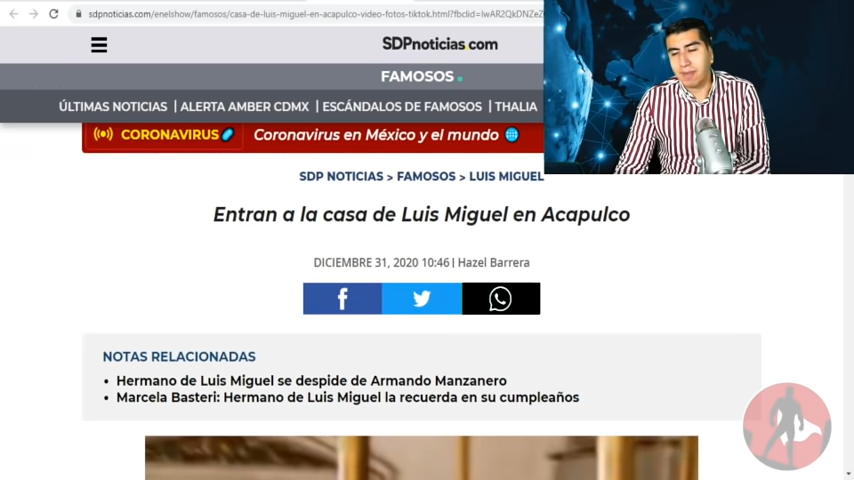 sdpnoticias.com/enelshow/famosos/casa-de-luis-miguel-en-acapulco-video-fotos-tiktok.html?fbclid=IwAR2QkDNZeZ
SDPnoticias.com
FAMOSOS.
ÚLTIMAS NOTICIAS | ALERTA AMBER CDMX | ESCÁNDALOS DE FAMOSOS | THALIA
CORONAVIRUS Coronavirus en México y el mundo
SDP NOTICIAS > FAMOSOS > LUIS MIGUEL
Entran a la casa de Luis Miguel en Acapulco
DICIEMBRE 31, 2020 10:46 | Hazel Barrera
NOTAS RELACIONADAS
• Hermano de Luis Miguel se despide de Armando Manzanero
• Marcela Basteri: Hermano de Luis Miguel la recuerda en su cumpleaños